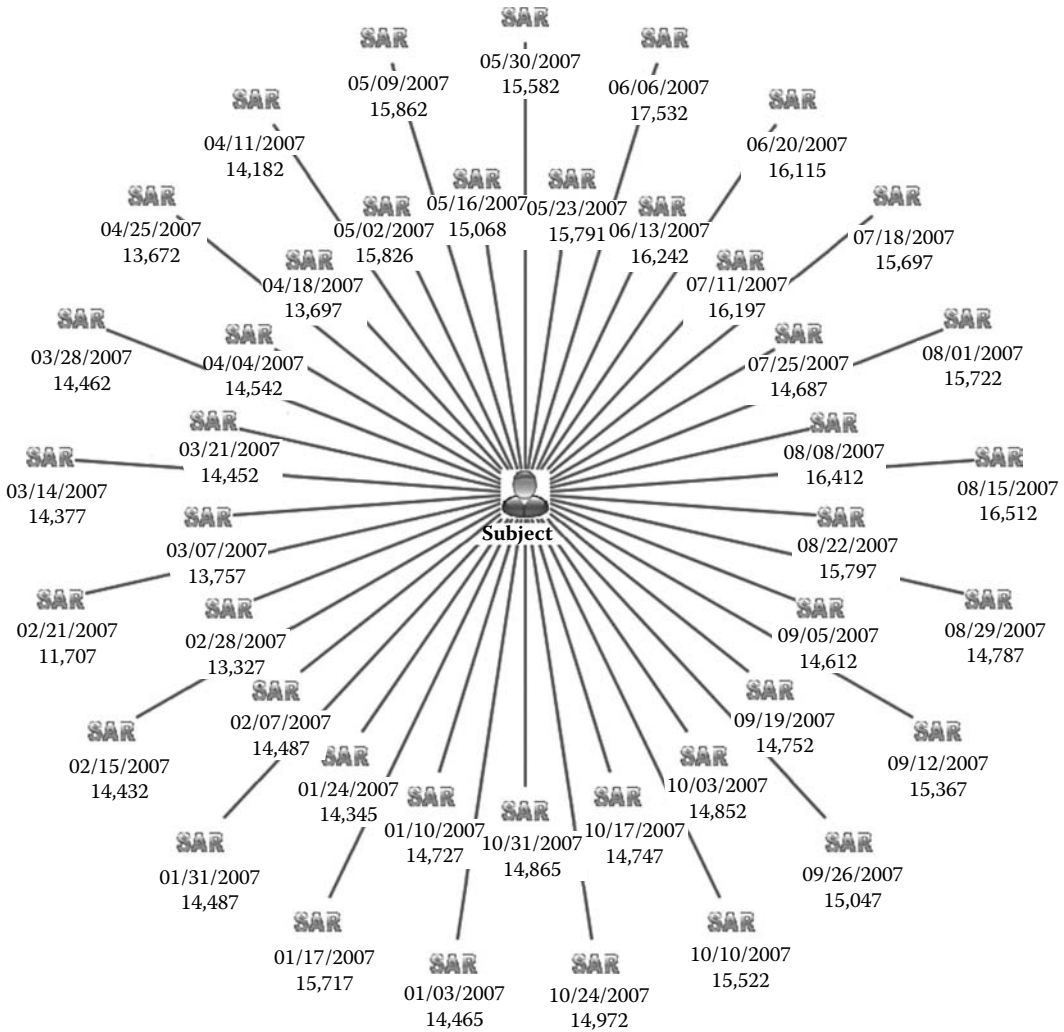 SAR
05/30/2007
15,582
SAR
05/09/2007
15,862
SAR
06/06/2007
17,532
SAR
04/11/2007
14,182
SAR
06/20/2007
16,115
SAR
05/16/2007
15,068
SAR
05/23/2007
15,791
SAR
04/25/2007
13,672
SAR
05/02/2007
15,826
SAR
06/13/2007
16,242
SAR
07/18/2007
15,697
SAR
04/18/2007
13,697
SAR
07/11/2007
16,197
SAR
03/28/2007
14,462
SAR
04/04/2007
14,542
SAR
07/25/2007
14,687
SAR
08/01/2007
15,722
SAR
03/21/2007
14,452
SAR
08/08/2007
16,412
SAR
03/14/2007
14,377
SAR
08/15/2007
16,512
Subject
SAR
03/07/2007
13,757
SAR
08/22/2007
15,797
SAR
02/21/2007
11,707
SAR
02/28/2007
13,327
SAR
09/05/2007
14,612
SAR
08/29/2007
14,787
SAR
02/07/2007
14,487
SAR
09/19/2007
14,752
SAR
02/15/2007
14,432
SAR
09/12/2007
15,367
SAR
01/24/2007
14,345
SAR
10/03/2007
14,852
SAR
01/10/2007
14,727
SAR
10/31/2007
14,865
SAR
10/17/2007
14,747
SAR
01/31/2007
14,487
SAR
09/26/2007
15,047
SAR
01/17/2007
15,717
SAR
10/10/2007
15,522
SAR
01/03/2007
14,465
SAR
10/24/2007
14,972